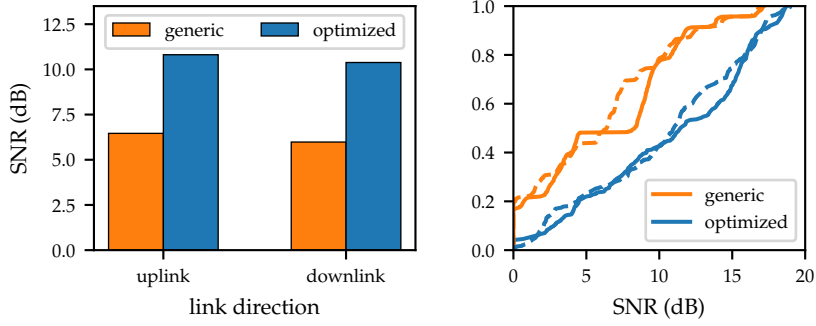 12.5
10.0
7.5
5.0
2.5
0.0
SNR (dB)
generic
optimized
uplink
downlink
link direction
1.0
0.8
0.6
0.4
0.2
0.0
generic
optimized
0
5
10
15
20
SNR (dB)